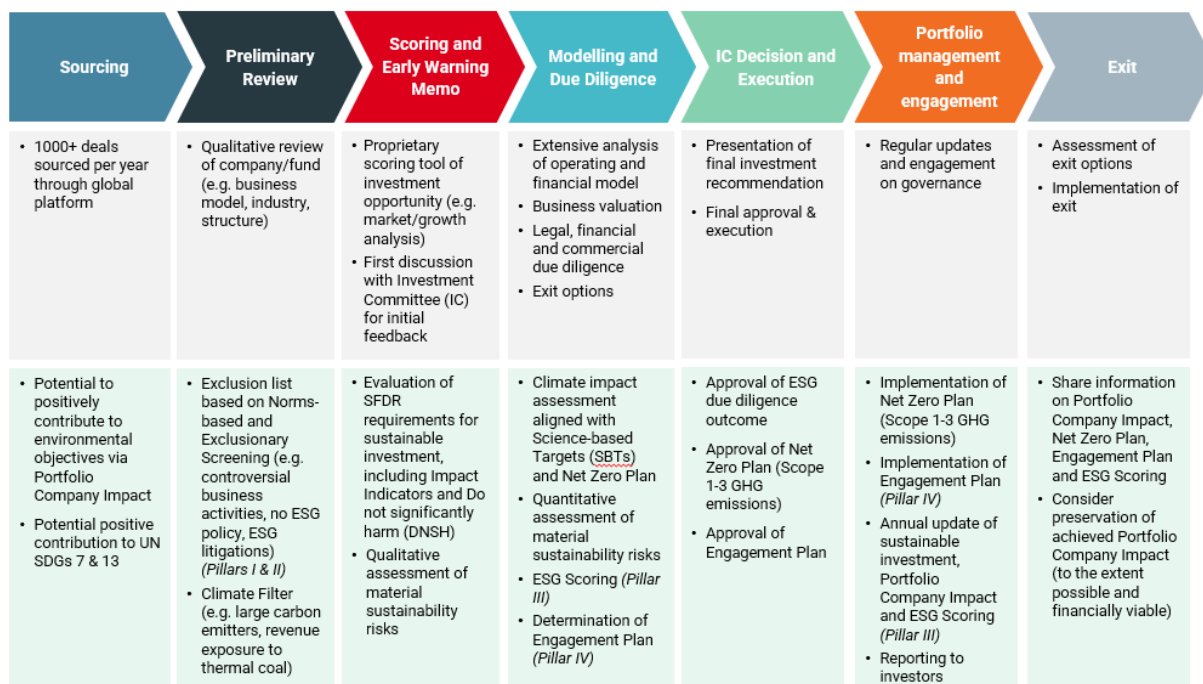 Sourcing
Preliminary
Review
Scoring and
Early Warning
Memo
Modelling and
Due Diligence
IC Decision and
Execution
Portfolio
management
and
engagement
Exit
• 1000+ deals
sourced per year
through global
platform
• Qualitative review
of company/fund
(e.g. business
model, industry,
structure)
• Proprietary
scoring tool of
investment
opportunity (e.g.
market/growth
analysis)
• First discussion
with Investment
Committee (IC)
for initial
feedback
• Extensive analysis
of operating and
financial model
• Business valuation
• Legal, financial
and commercial
due diligence
• Exit options
• Presentation of
final investment
recommendation
• Final approval &
execution
• Regular updates
and engagement
on governance
• Assessment of
exit options
• Implementation of
exit
• Potential to
positively
contribute to
environmental
objectives via
Portfolio
Company Impact
• Potential positive
contribution to UN
SDGs 7 & 13
• Exclusion list
based on Norms-
based and
Exclusionary
Screening (e.g.
controversial
business
activities, no ESG
policy, ESG
litigations)
(Pillars I & II)
• Climate Filter
(e.g. large carbon
emitters, revenue
exposure to
thermal coal)
• Evaluation of
SFDR
requirements for
sustainable
investment,
including Impact
Indicators and Do
not significantly
harm (DNSH)
• Qualitative
assessment of
material
sustainability
risks
• Climate impact
assessment
aligned with
Science-based
Targets (SBTs)
and Net Zero Plan
• Quantitative
assessment of
material
sustainability risks
• ESG Scoring (Pillar
III)
• Determination of
Engagement Plan
(Pillar IV)
• Approval of ESG
due diligence
outcome
• Approval of Net
Zero Plan (Scope
1-3 GHG
emissions)
• Approval of
Engagement Plan
• Implementation of
Net Zero Plan
(Scope 1-3 GHG
emissions)
• Implementation of
Engagement Plan
(Pillar IV)
• Annual update of
sustainable
investment,
Portfolio
Company Impact
and ESG Scoring
(Pillar III)
• Reporting to
investors
• Share information
on Portfolio
Company Impact,
Net Zero Plan,
Engagement Plan
and ESG Scoring
• Consider
preservation of
achieved Portfolio
Company Impact
(to the extent
possible and
financially viable)